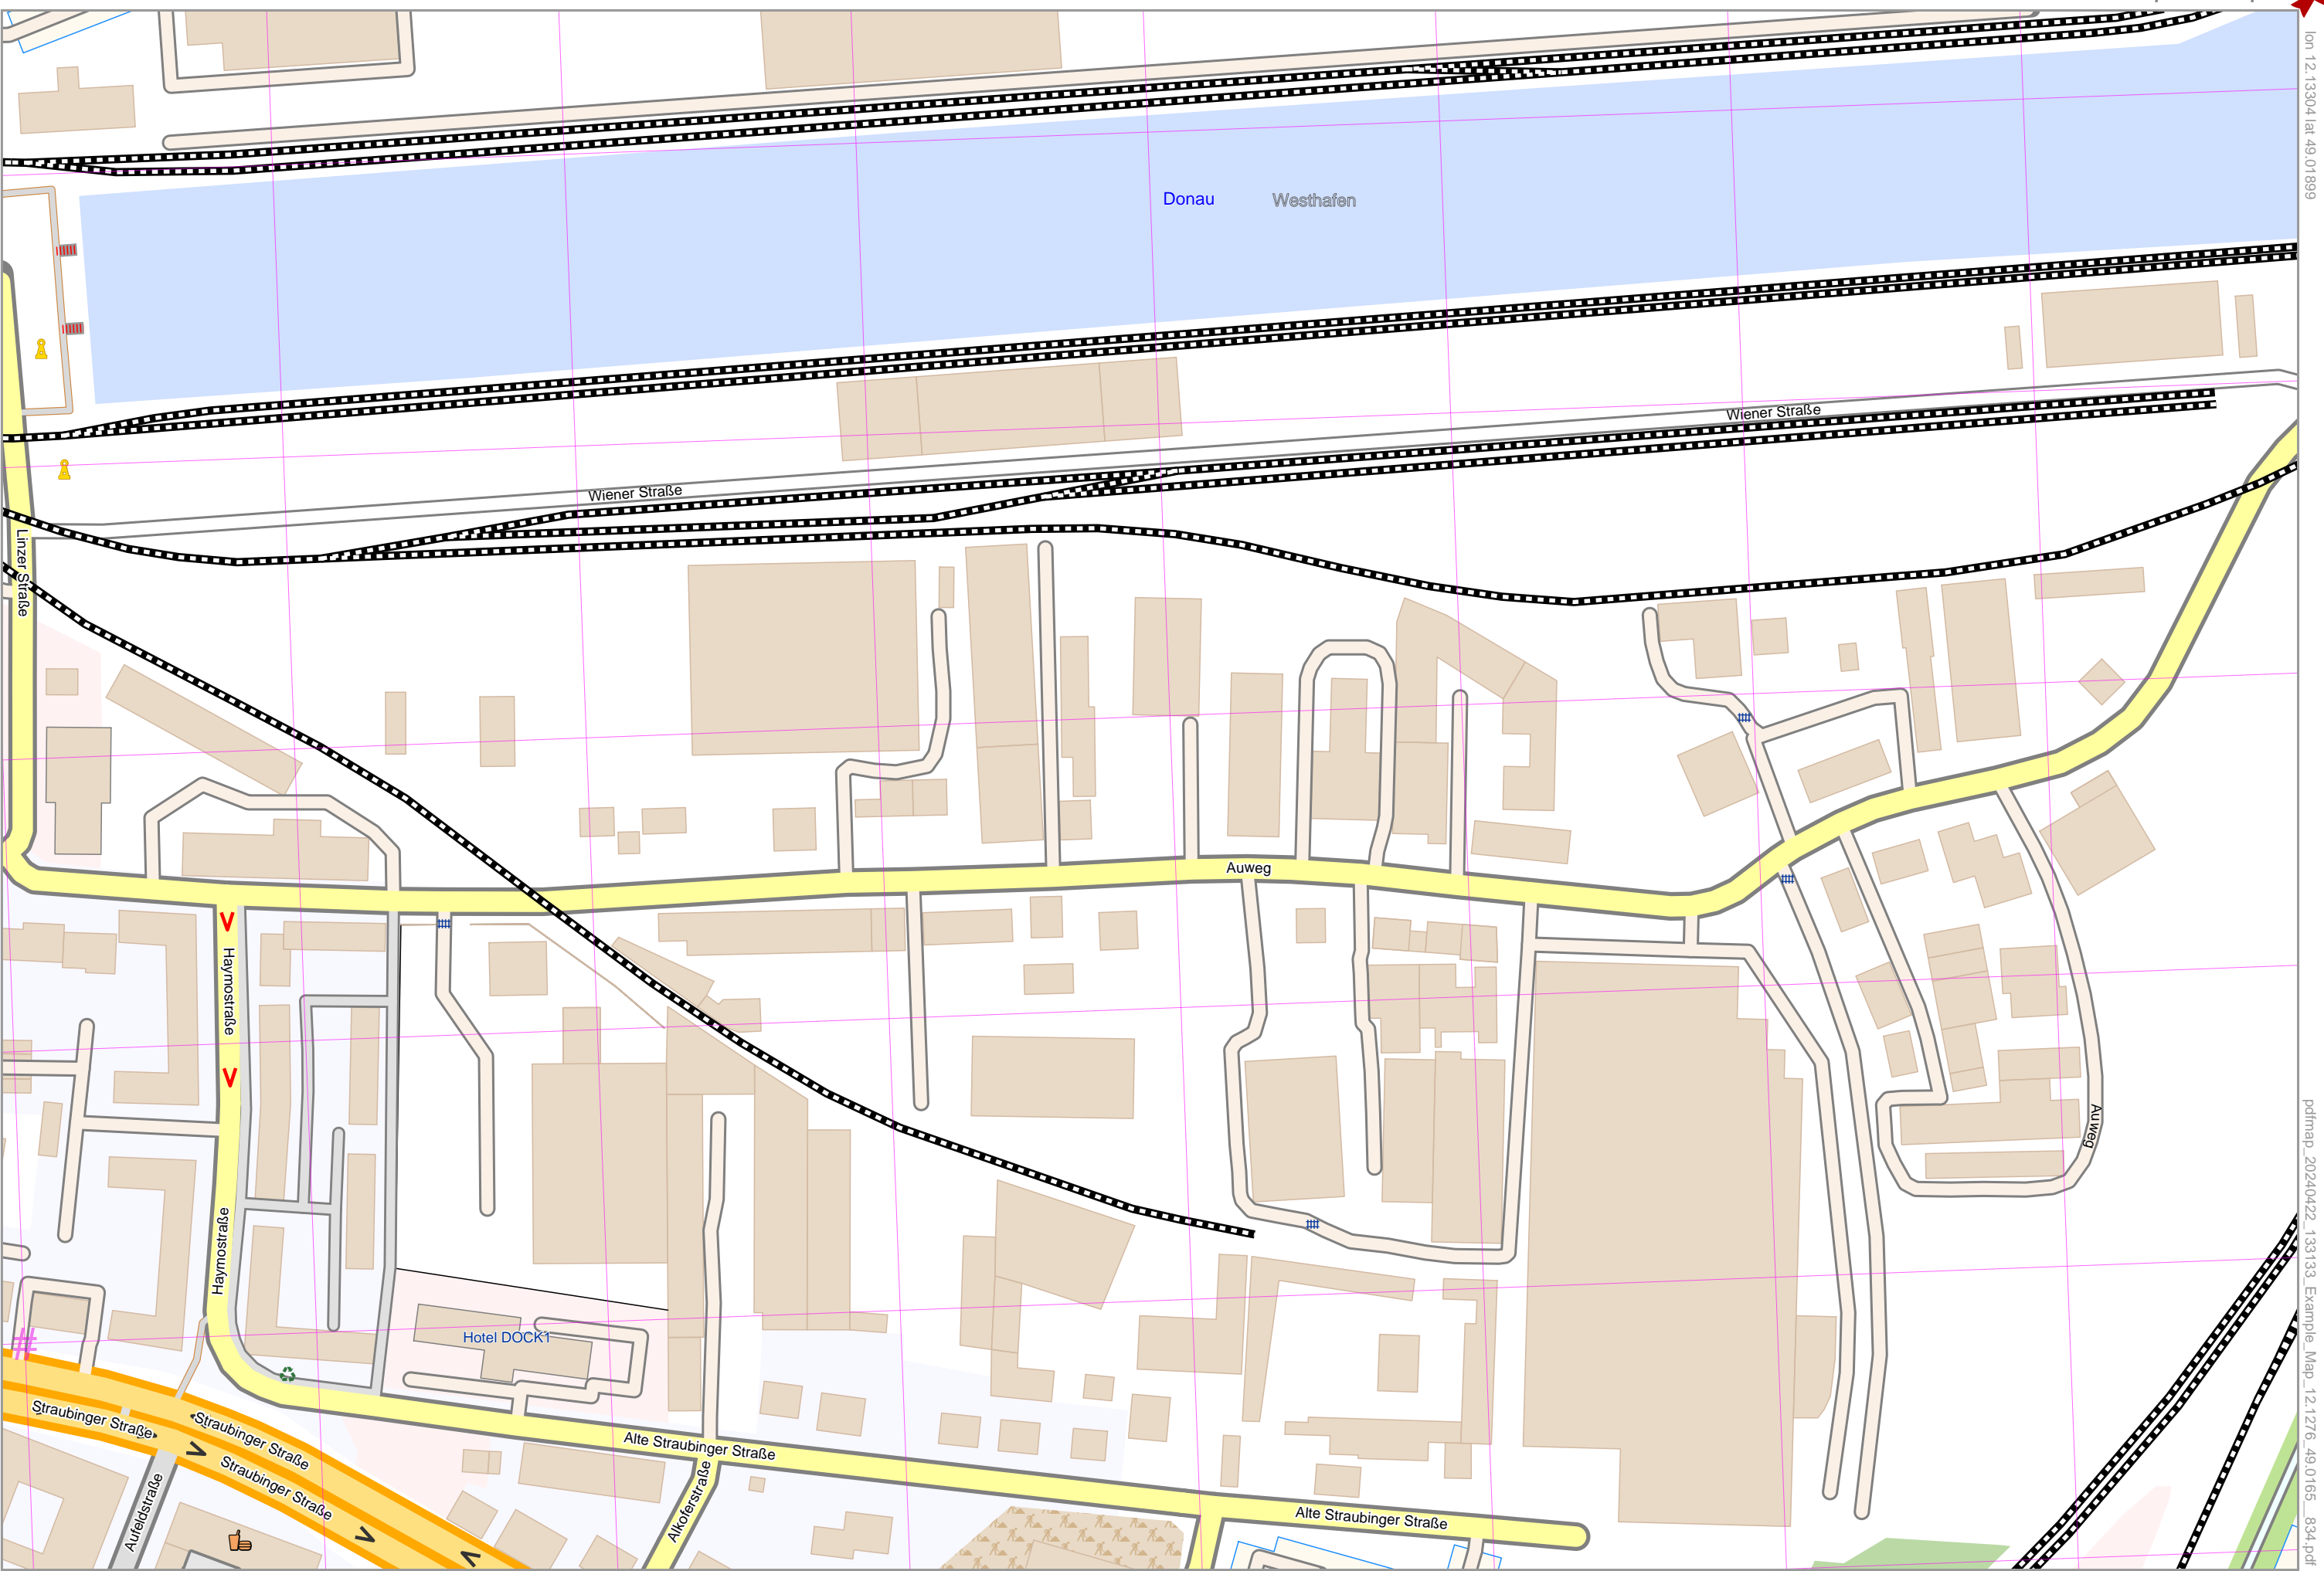 lon 12.13304 lat 49.01899
Donau
Westhafen
Wiener Straße
Wiener Straße
Linzer Straße
Auweg
Haymostraße
Auweg
Haymostraße
Hotel DOCK1
Straubinger Straße
Straubinger Straße
Straubinger Straße
Alte Straubinger Straße
Alkoferstraße
Aufeldstraße
Alte Straubinger Straße
pdfmap_20240422_133133_Example_Map_12.1276_49.0165__834.pdf